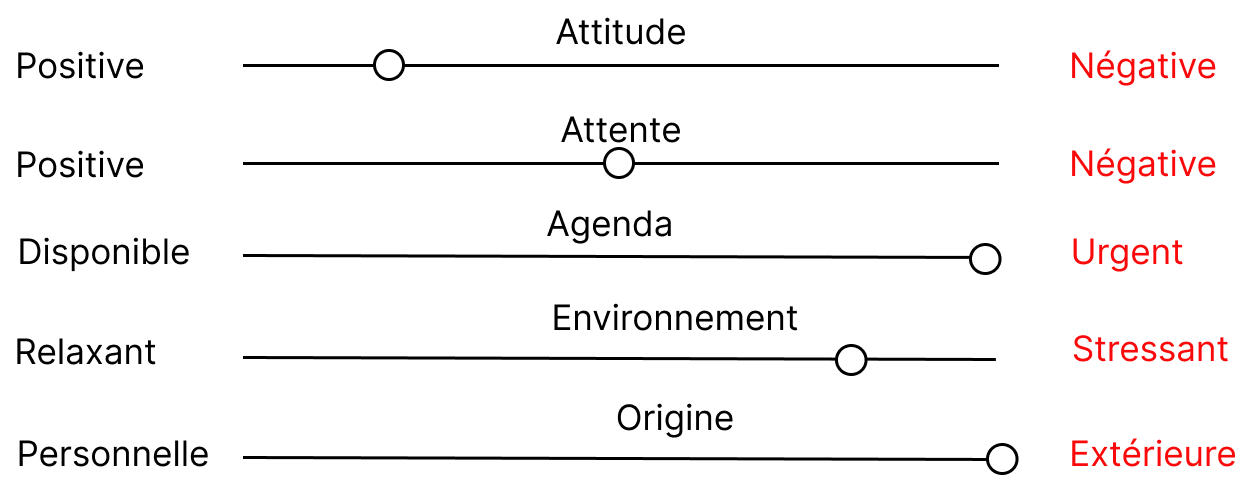 Attitude
Positive Négative
Attente
Positive Négative
Agenda
Disponible Urgent
Environnement
Relaxant Stressant
Origine
Personnelle Extérieure